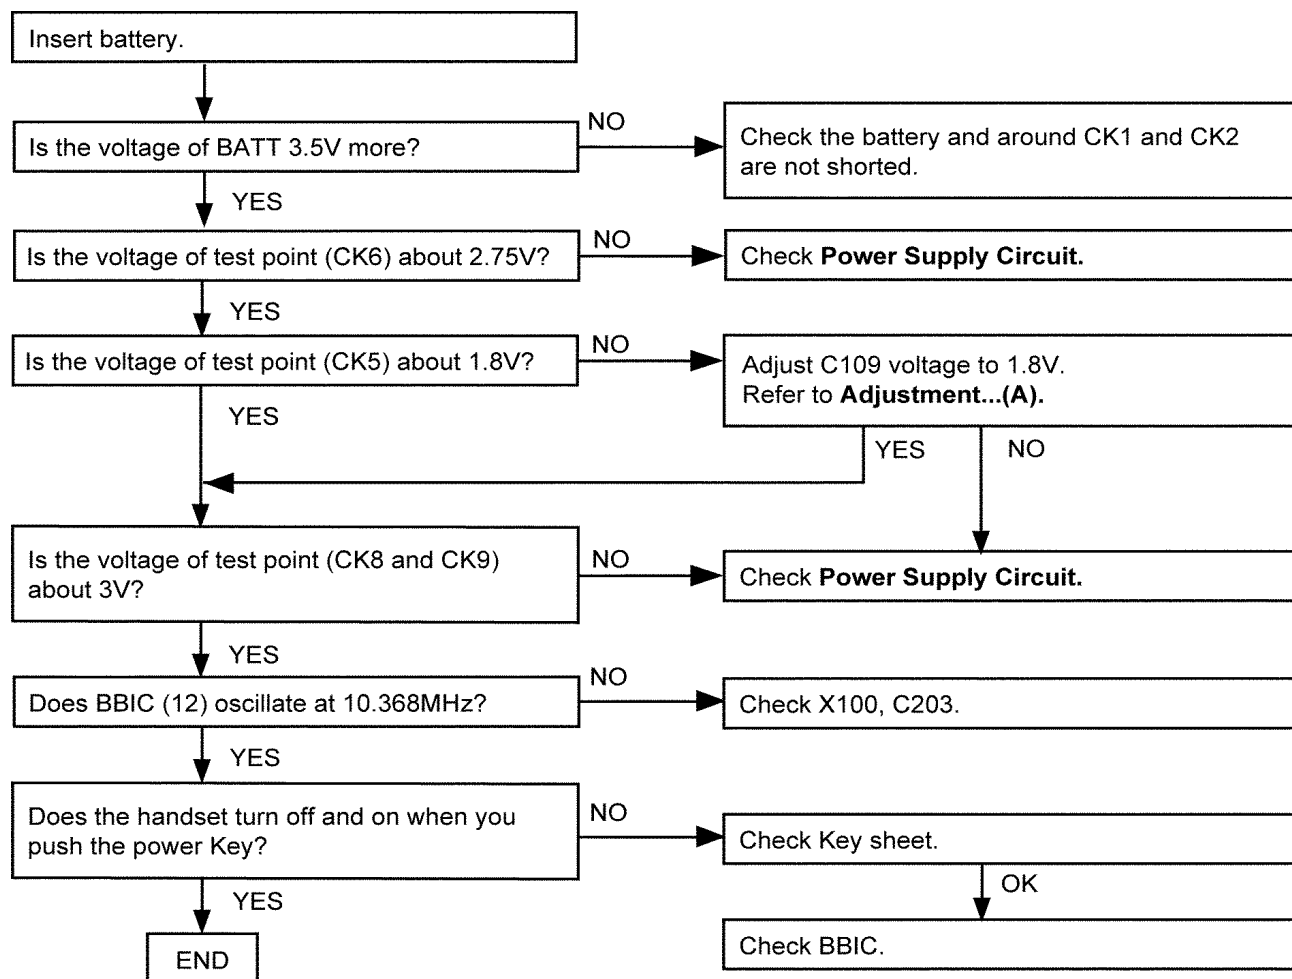 Insert battery.
Is the voltage of BATT 3.5V more?
NO
Check the battery and around CK1 and CK2
are not shorted.
YES
Is the voltage of test point (CK6) about 2.75V?
NO
Check Power Supply Circuit.
YES
Is the voltage of test point (CK5) about 1.8V?
NO
Adjust C109 voltage to 1.8V.
Refer to Adjustment...(A).
YES
YES
NO
Is the voltage of test point (CK8 and CK9)
about 3V?
NO
Check Power Supply Circuit.
YES
Does BBIC (12) oscillate at 10.368MHz?
NO
Check X100, C203.
YES
Does the handset turn off and on when you
push the power Key?
NO
Check Key sheet.
YES
OK
END
Check BBIC.